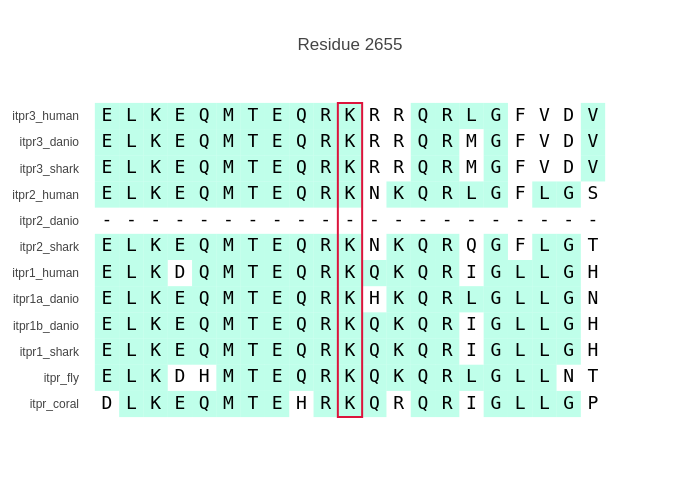 Residue 2655
itpr3_human E L K E Q M T E Q R K R R Q R L G F V D V
itpr3_danio E L K E Q M T E Q R K R R Q R M G F V D V
itpr3_shark E L K E Q M T E Q R K R R Q R M G F V D V
itpr2_human E L K E Q M T E Q R K N K Q R L G F L G S
itpr2_danio - - - - - - - - - - - - - - - - - - - - -
itpr2_shark E L K E Q M T E Q R K N K Q R Q G F L G T
itpr1_human E L K D Q M T E Q R K Q K Q R I G L L G H
itpr1a_danio E L K E Q M T E Q R K H K Q R L G L L G N
itpr1b_danio E L K E Q M T E Q R K Q K Q R I G L L G H
itpr1_shark E L K E Q M T E Q R K Q K Q R I G L L G H
itpr_fly E L K D H M T E Q R K Q K Q R L G L L N T
itpr_coral D L K E Q M T E H R K Q R Q R I G L L G P